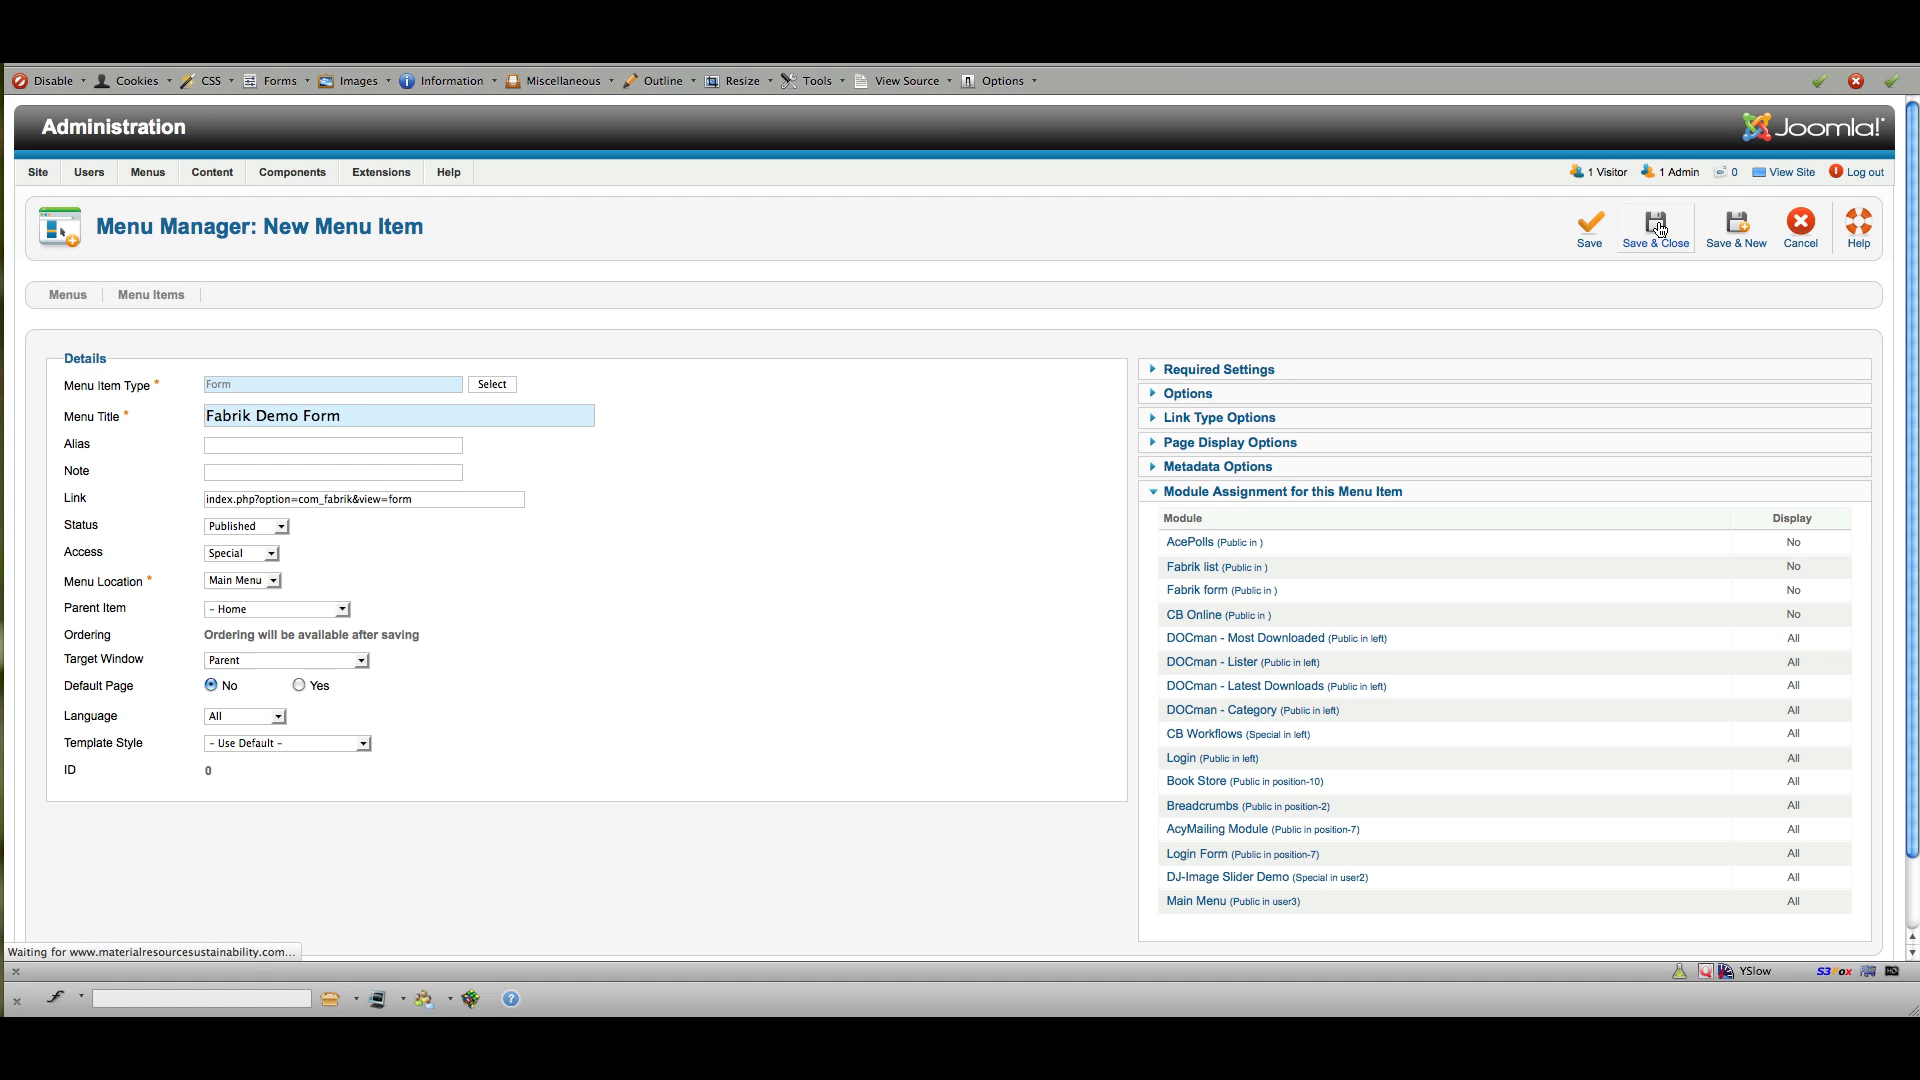 Disable Cookies CSS Forms Images Information Miscellaneous Outline Resize Tools View Source Options
Administration
Joomla!
Site Users Menus Content Components Extensions Help
1 Visitor 1 Admin 0 View Site Log out
Menu Manager: New Menu Item
Save Save & Close Save & New Cancel Help
Menus Menu Items
Details
Menu Item Type * Form Select
Menu Title * Fabrik Demo Form
Alias
Note
Link index.php?option=com_fabrik&view=form
Status Published
Access Special
Menu Location * Main Menu
Parent Item - Home
Ordering Ordering will be available after saving
Target Window Parent
Default Page No Yes
Language All
Template Style - Use Default -
ID 0
Required Settings
Options
Link Type Options
Page Display Options
Metadata Options
Module Assignment for this Menu Item
Module Display
AcePolls (Public in ) No
Fabrik list (Public in ) No
Fabrik form (Public in ) No
CB Online (Public in ) No
DOCman - Most Downloaded (Public in left) All
DOCman - Lister (Public in left) All
DOCman - Latest Downloads (Public in left) All
DOCman - Category (Public in left) All
CB Workflows (Special in left) All
Login (Public in left) All
Book Store (Public in position-10) All
Breadcrumbs (Public in position-2) All
AcyMailing Module (Public in position-7) All
Login Form (Public in position-7) All
DJ-Image Slider Demo (Special in user2) All
Main Menu (Public in user3) All
Waiting for www.materialresourcesustainability.com...
YSlow S3fox HD